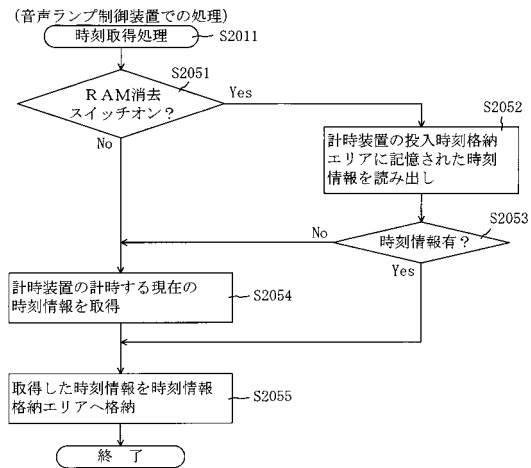 (音声ランプ制御装置での処理)
時刻取得処理
S2011
S2051
RAM消去
スイッチオン?
Yes
No
S2052
計時装置の投入時刻格納
エリアに記憶された時刻
情報を読み出し
S2053
時刻情報有?
No
Yes
計時装置の計時する現在の
時刻情報を取得
S2054
取得した時刻情報を時刻情報
格納エリアへ格納
S2055
終 了